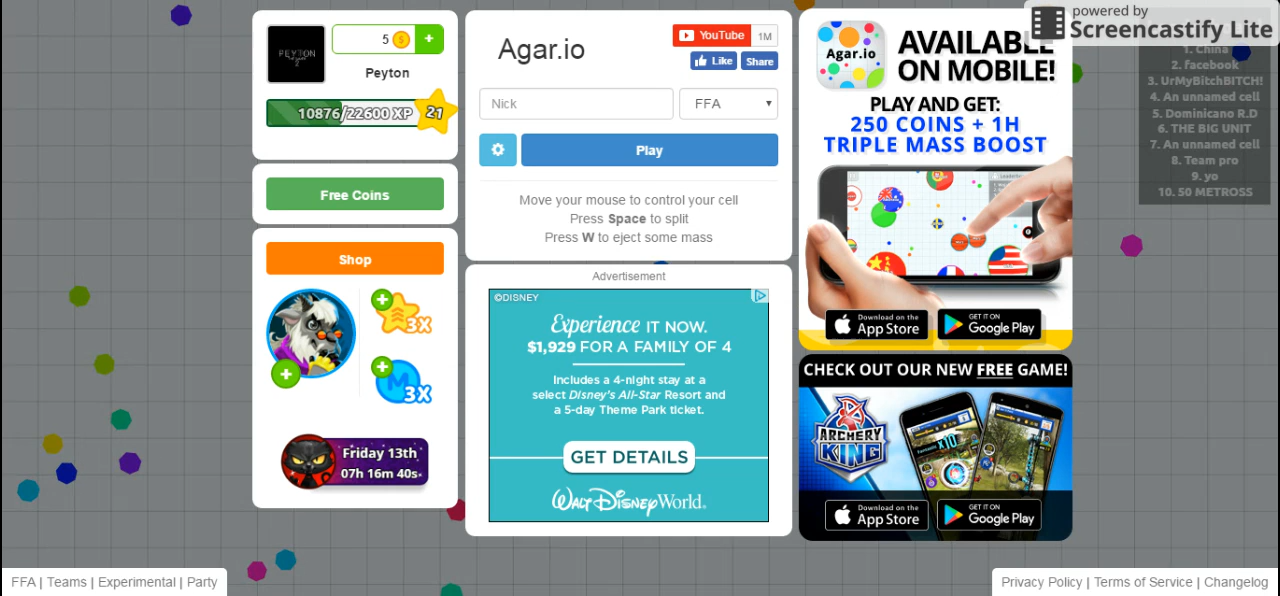 PEYTON
5
+
Peyton
10876/22600 XP
21
Free Coins
Shop
3X
M
3X
Friday 13th
07h 16m 40s
Agar.io
YouTube 1M
Like Share
Nick
FFA
Play
Move your mouse to control your cell
Press Space to split
Press W to eject some mass
Advertisement
©DISNEY
Experience IT NOW.
$1,929 FOR A FAMILY OF 4
Includes a 4-night stay at a
select Disney's All-Star Resort and
a 5-day Theme Park ticket.
GET DETAILS
WALT DISNEY World.
Agar.io
AVAILABLE
ON MOBILE!
PLAY AND GET:
250 COINS + 1H
TRIPLE MASS BOOST
Download on the
App Store
GET IT ON
Google Play
CHECK OUT OUR NEW FREE GAME!
ARCHERY
KING
X10
Download on the
App Store
GET IT ON
Google Play
powered by
Screencastify Lite
1. China
2. facebook
3. UrMyBitchBITCH!
4. An unnamed cell
5. Dominicano R.D
6. THE BIG UNIT
7. An unnamed cell
8. Team pro
9. yo
10. 50 METROSS
FFA | Teams | Experimental | Party
Privacy Policy | Terms of Service | Changelog